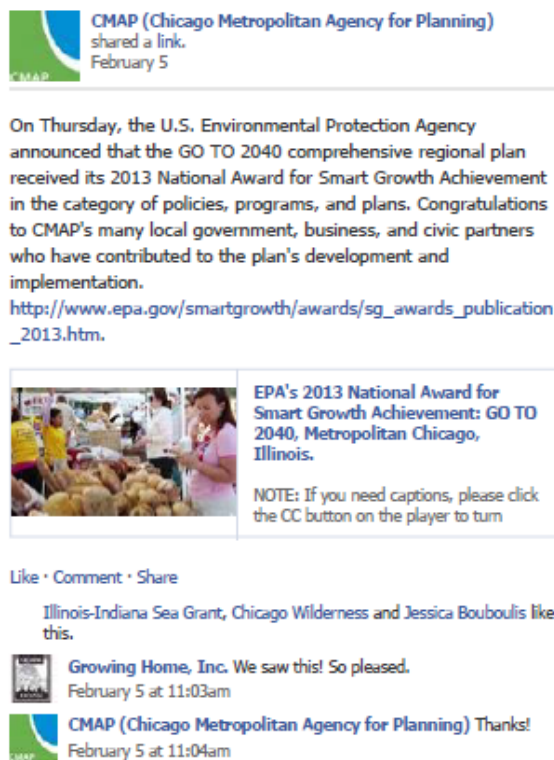 CMAP (Chicago Metropolitan Agency for Planning)
shared a link.
February 5
CMAP
On Thursday, the U.S. Environmental Protection Agency
announced that the GO TO 2040 comprehensive regional plan
received its 2013 National Award for Smart Growth Achievement
in the category of policies, programs, and plans. Congratulations
to CMAP's many local government, business, and civic partners
who have contributed to the plan's development and
implementation.
http://www.epa.gov/smartgrowth/awards/sg_awards_publication
_2013.htm.
EPA's 2013 National Award for
Smart Growth Achievement: GO TO
2040, Metropolitan Chicago,
Illinois.
NOTE: If you need captions, please click
the CC button on the player to turn
Like · Comment · Share
Illinois-Indiana Sea Grant, Chicago Wilderness and Jessica Bouboulis like
this.
Growing Home, Inc. We saw this! So pleased.
February 5 at 11:03am
CMAP (Chicago Metropolitan Agency for Planning) Thanks!
February 5 at 11:04am